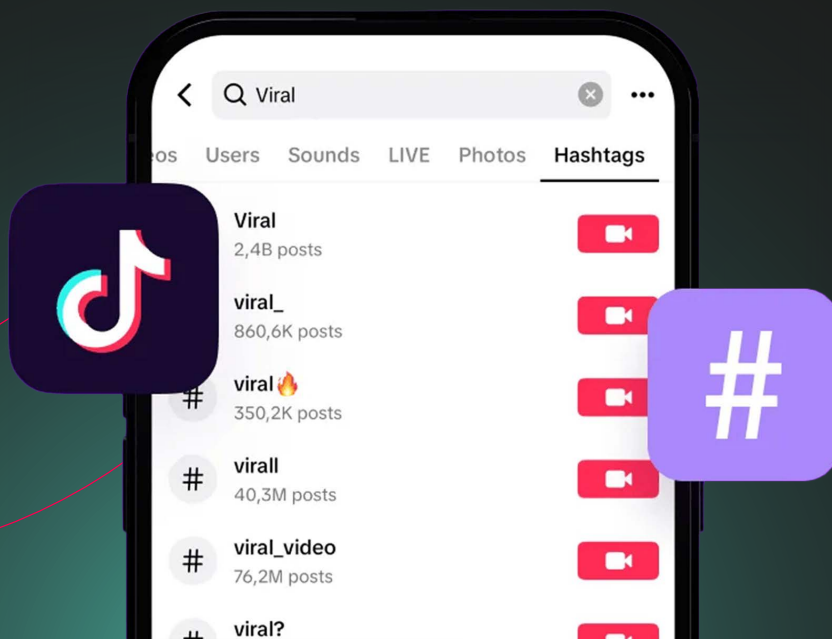 Viral
eos Users Sounds LIVE Photos Hashtags
Viral
2,4B posts
viral_
860,6K posts
# viral🔥
350,2K posts
# virall
40,3M posts
# viral_video
76,2M posts
# viral?
#